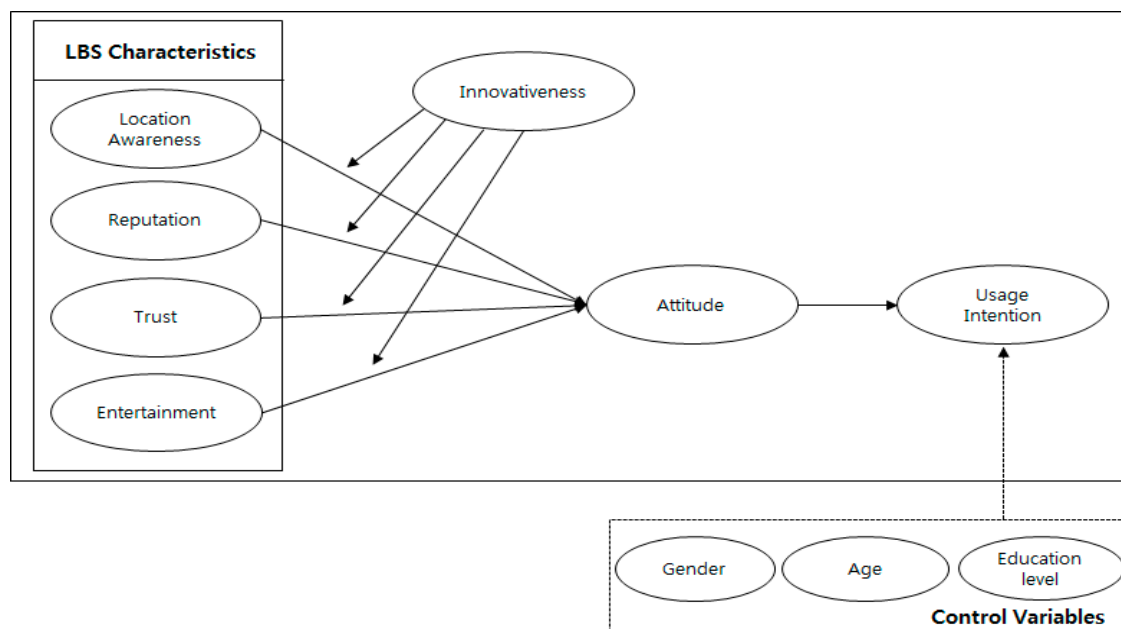 LBS Characteristics
Location
Awareness
Reputation
Trust
Entertainment
Innovativeness
Attitude
Usage
Intention
Gender
Age
Education
level
Control Variables